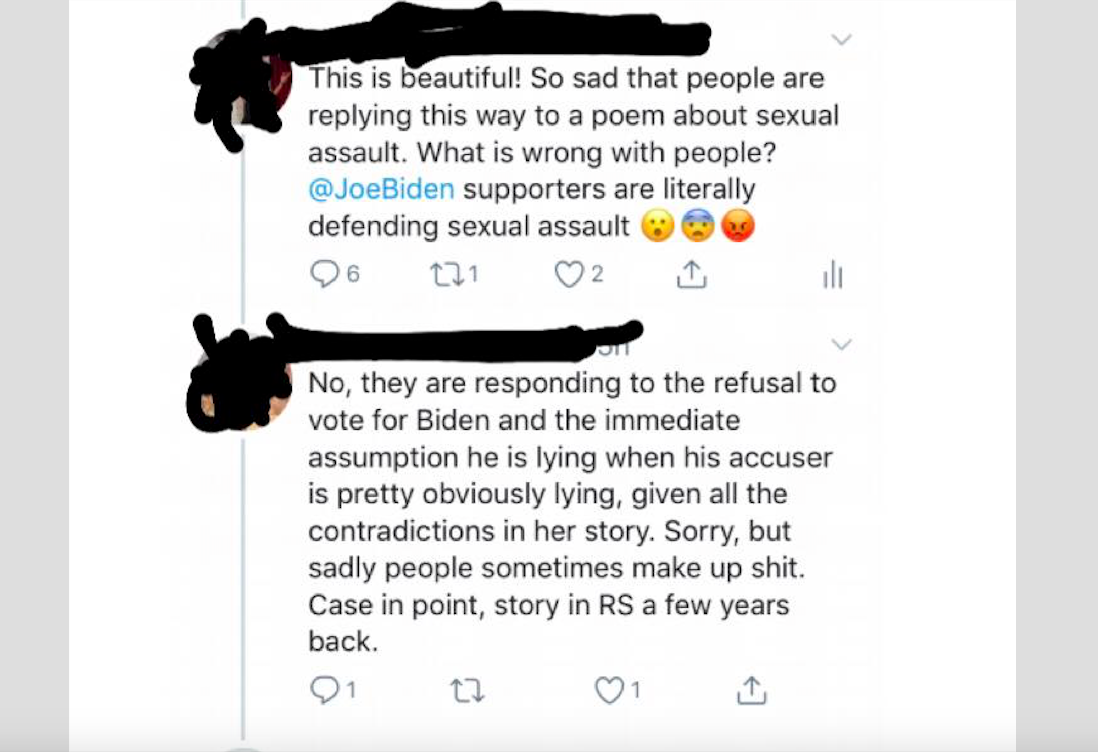 This is beautiful! So sad that people are
replying this way to a poem about sexual
assault. What is wrong with people?
@JoeBiden supporters are literally
defending sexual assault 😮😨😡
6 1 2
No, they are responding to the refusal to
vote for Biden and the immediate
assumption he is lying when his accuser
is pretty obviously lying, given all the
contradictions in her story. Sorry, but
sadly people sometimes make up shit.
Case in point, story in RS a few years
back.
1 1